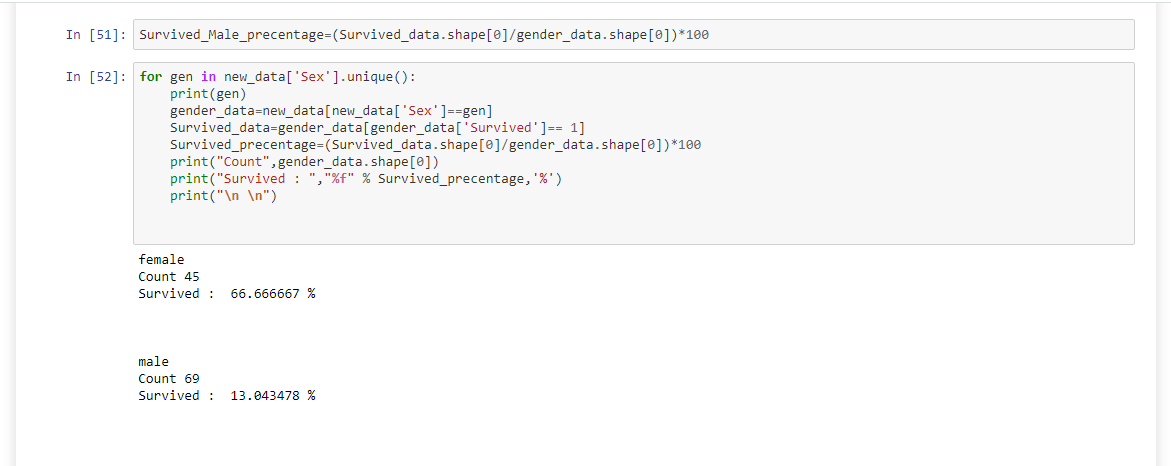 In [51]: Survived_Male_precentage=(Survived_data.shape[0]/gender_data.shape[0])*100
In [52]: for gen in new_data['Sex'].unique():
    print(gen)
    gender_data=new_data[new_data['Sex']==gen]
    Survived_data=gender_data[gender_data['Survived']== 1]
    Survived_precentage=(Survived_data.shape[0]/gender_data.shape[0])*100
    print("Count",gender_data.shape[0])
    print("Survived : ","%f" % Survived_precentage,'%')
    print("\n \n")
female
Count 45
Survived :  66.666667 %
male
Count 69
Survived :  13.043478 %